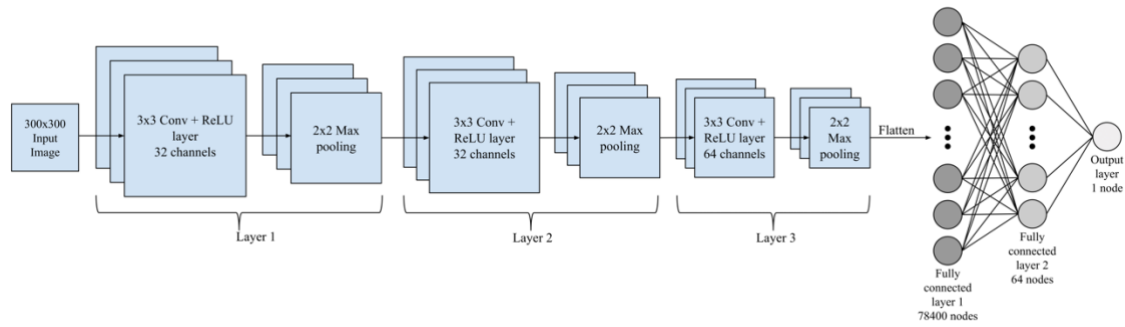 300x300
Input
Image
3x3 Conv + ReLU
layer
32 channels
2x2 Max
pooling
Layer 1
3x3 Conv +
ReLU layer
32 channels
2x2 Max
pooling
Layer 2
3x3 Conv +
ReLU layer
64 channels
2x2
Max
pooling
Layer 3
Flatten
Fully
connected
layer 1
78400 nodes
Fully
connected
layer 2
64 nodes
Output
layer
1 node